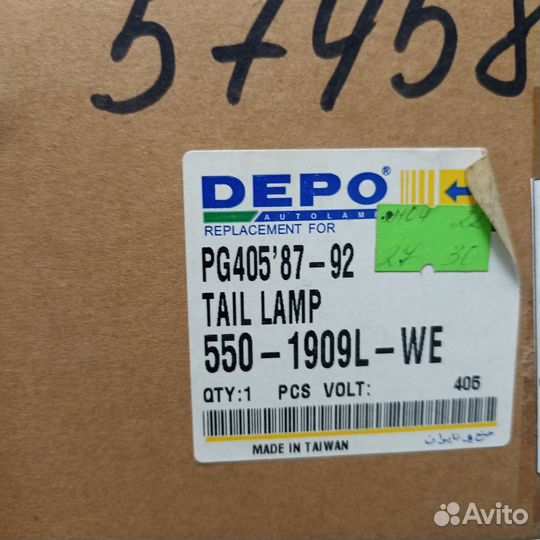 57458
DEPO®
AUTOLAMP
REPLACEMENT FOR
PG405'87-92
TAIL LAMP
550-1909L-WE
QTY:1 PCS VOLT: 405
MADE IN TAIWAN
Avito